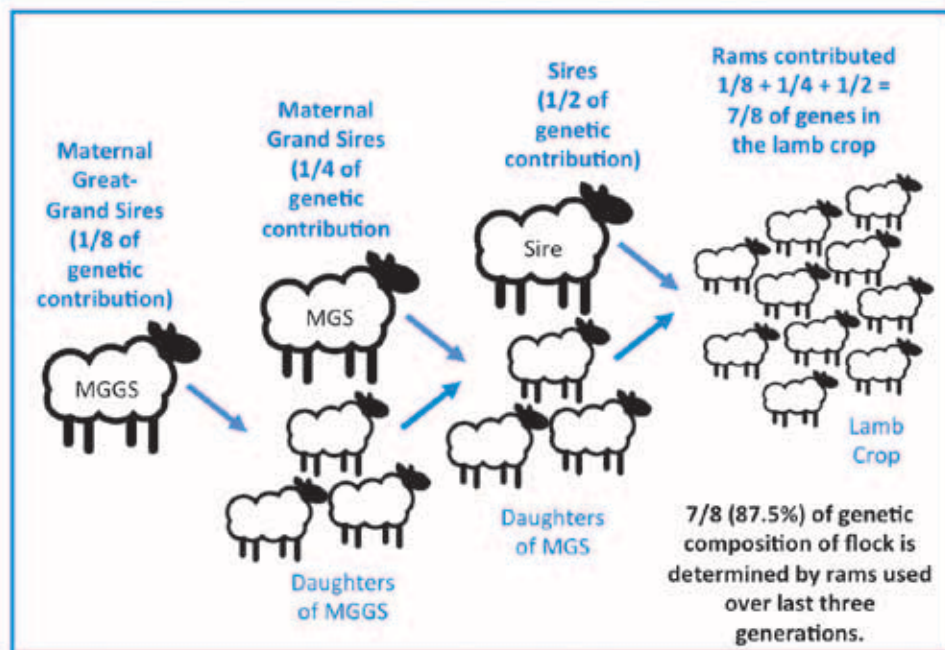 Maternal
Great-
Grand Sires
(1/8 of
genetic
contribution)
MGGS
Maternal
Grand Sires
(1/4 of
genetic
contribution
MGS
Daughters
of MGGS
Sires
(1/2 of
genetic
contribution)
Sire
Daughters
of MGS
Rams contributed
1/8 + 1/4 + 1/2 =
7/8 of genes in
the lamb crop
Lamb
Crop
7/8 (87.5%) of genetic
composition of flock is
determined by rams used
over last three
generations.